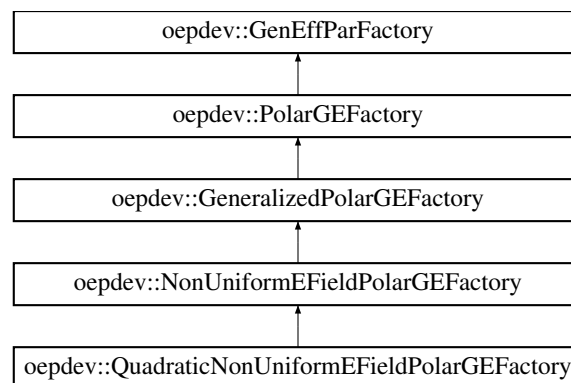 oepdev::GenEffParFactory
oepdev::PolarGEFactory
oepdev::GeneralizedPolarGEFactory
oepdev::NonUniformEFieldPolarGEFactory
oepdev::QuadraticNonUniformEFieldPolarGEFactory